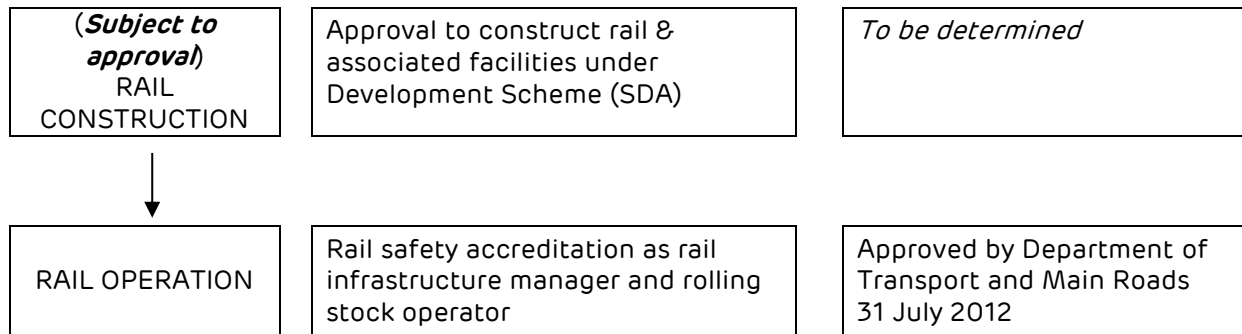 (Subject to
approval)
RAIL
CONSTRUCTION
Approval to construct rail &
associated facilities under
Development Scheme (SDA)
To be determined
RAIL OPERATION
Rail safety accreditation as rail
infrastructure manager and rolling
stock operator
Approved by Department of
Transport and Main Roads
31 July 2012